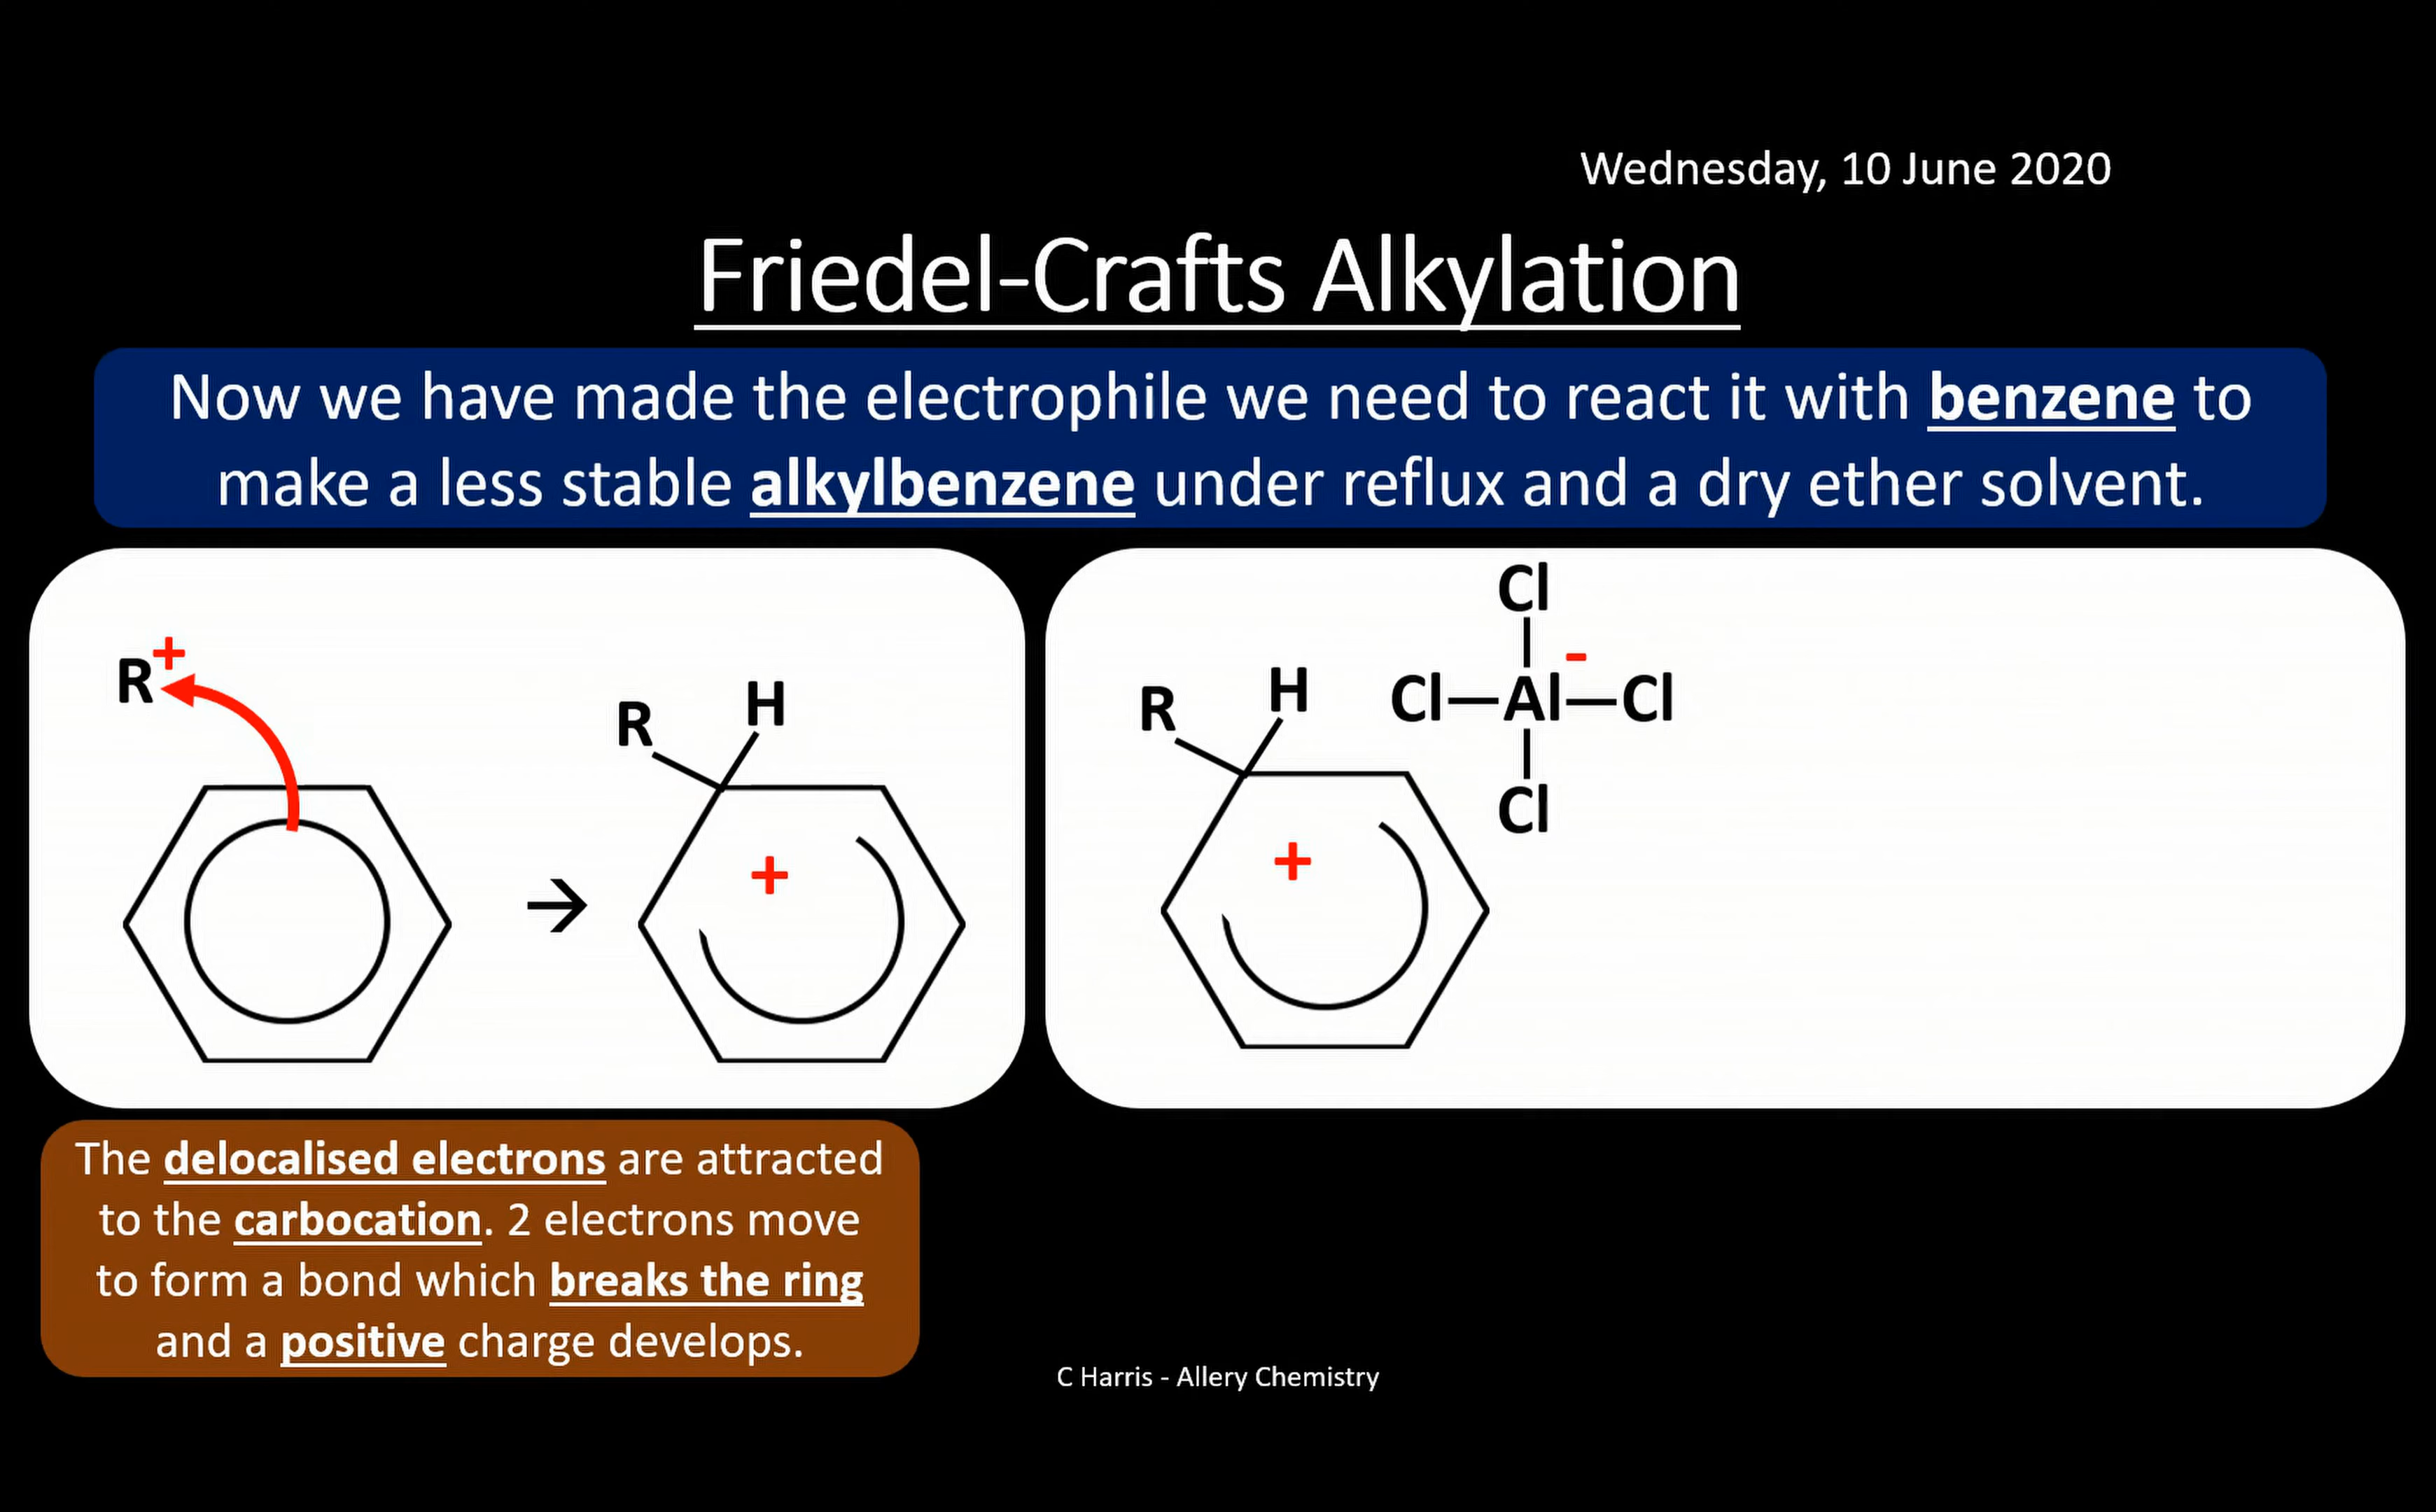 Wednesday, 10 June 2020
Friedel-Crafts Alkylation
Now we have made the electrophile we need to react it with benzene to
make a less stable alkylbenzene under reflux and a dry ether solvent.
R+
R H
+
→
Cl
R H Cl—Al—Cl
-
Cl
+
The delocalised electrons are attracted
to the carbocation. 2 electrons move
to form a bond which breaks the ring
and a positive charge develops.
C Harris - Allery Chemistry